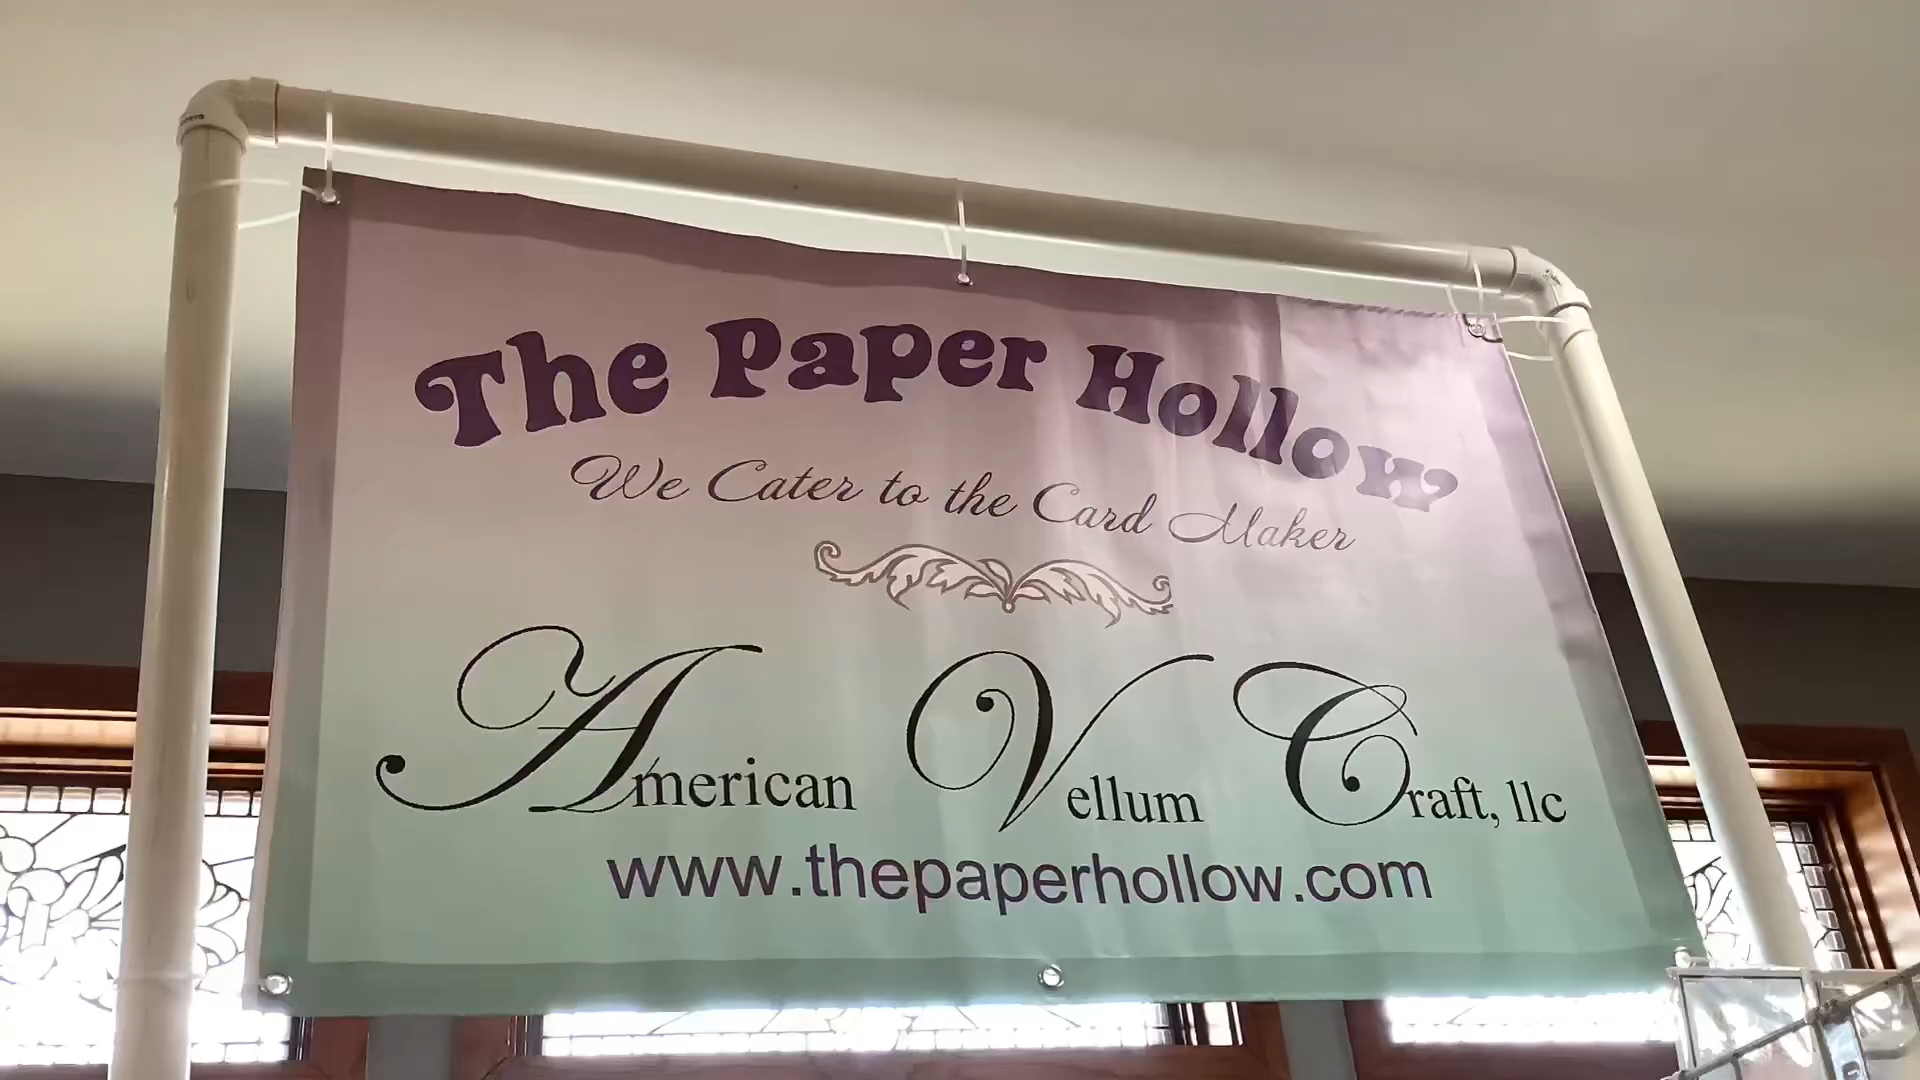 The Paper Hollow
We Cater to the Card Maker
American Vellum Craft, llc
www.thepaperhollow.com